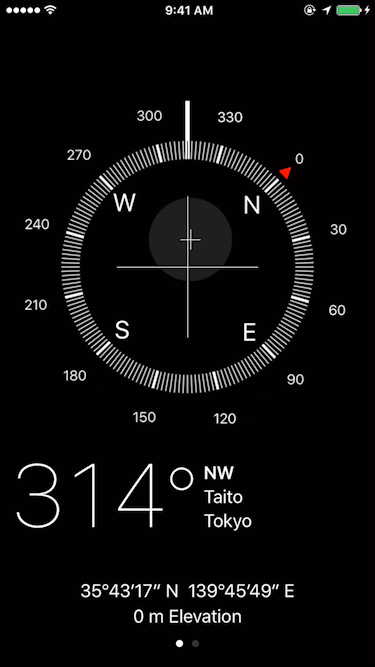 9:41 AM
300
330
270
0
W
N
240
30
210
60
S
E
180
90
150
120
314°
NW
Taito
Tokyo
35°43′17″ N 139°45′49″ E
0 m Elevation